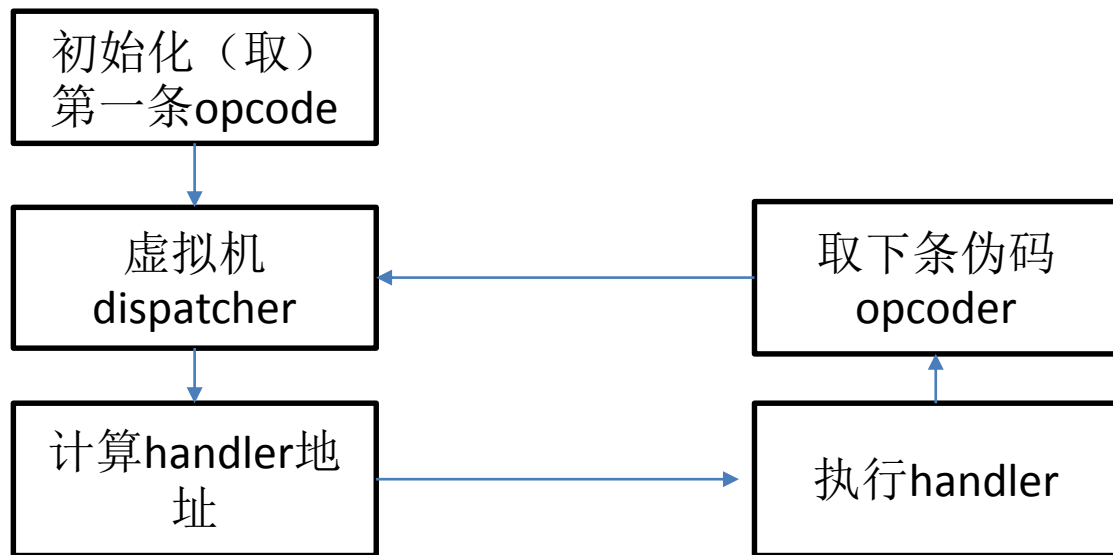 初始化（取）
第一条opcode
虚拟机
dispatcher
计算handler地
址
执行handler
取下条伪码
opcoder